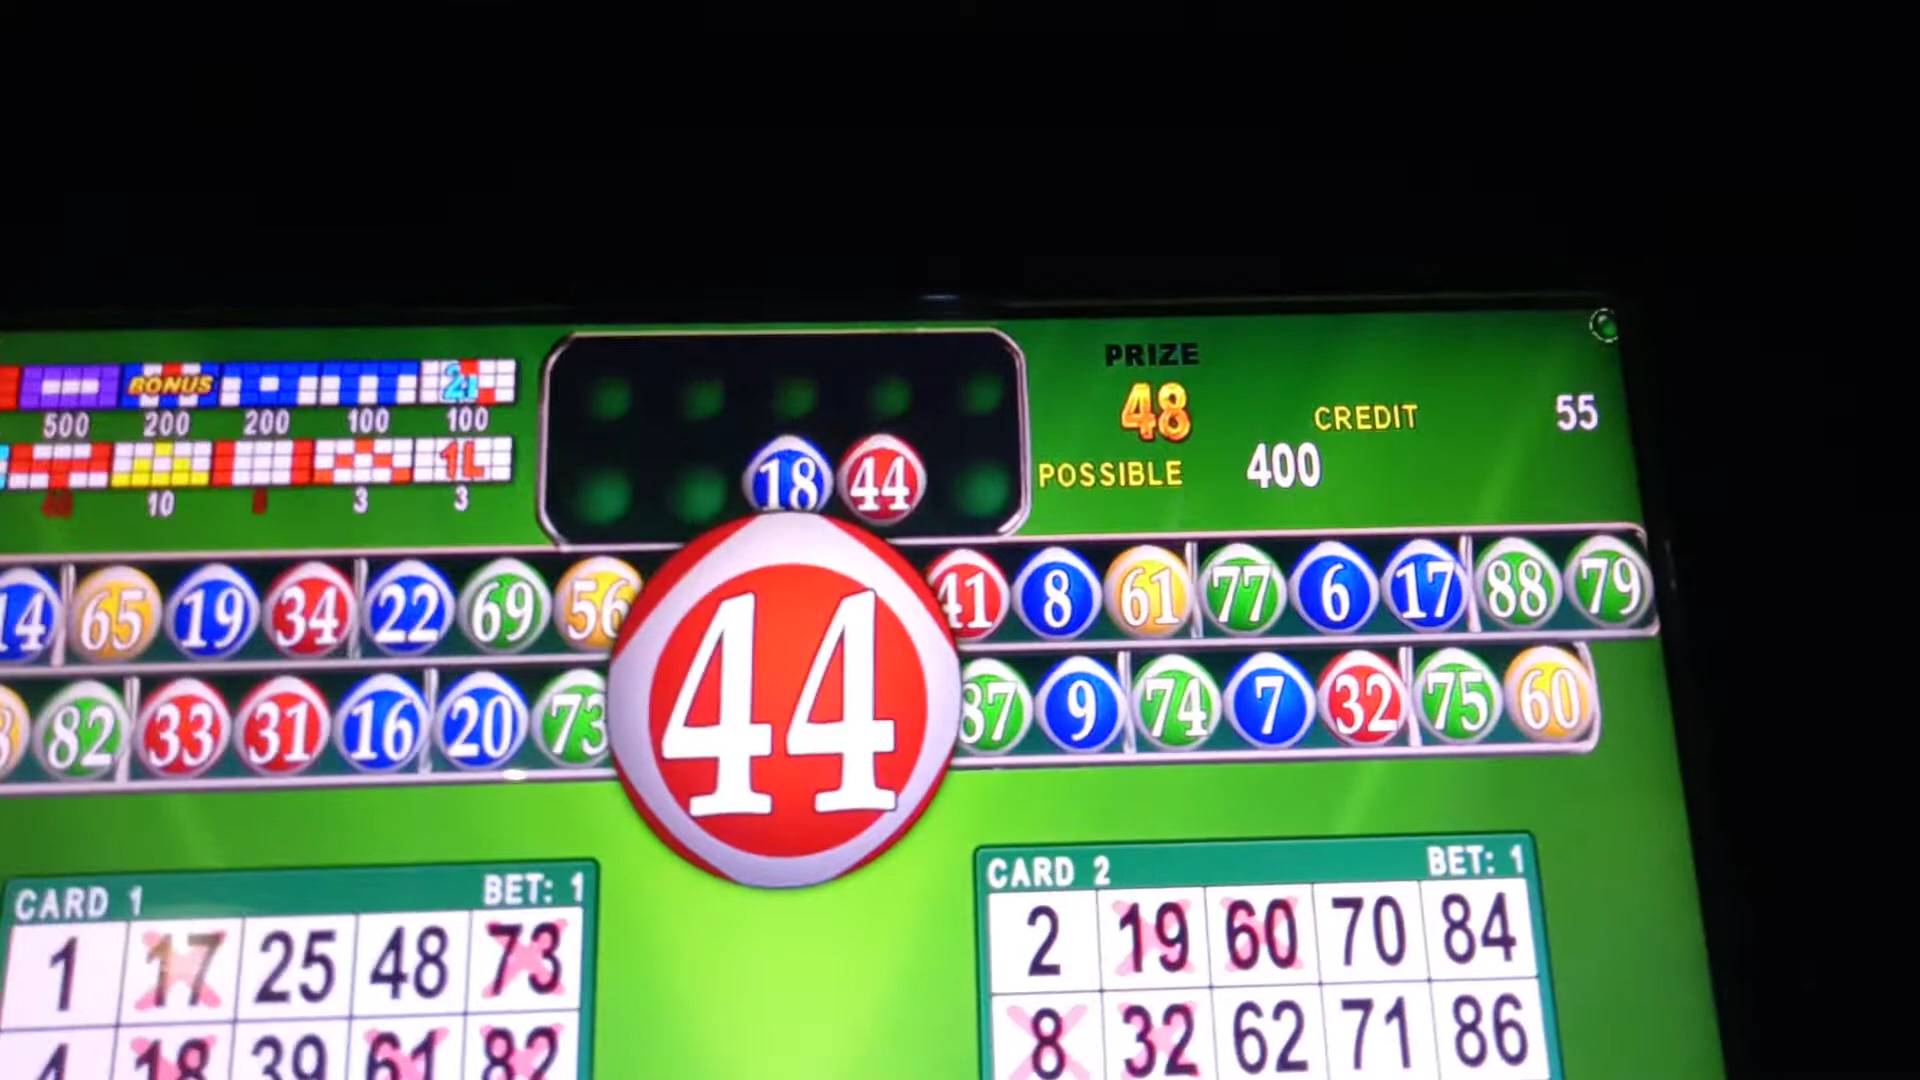 BONUS 2L
500 200 200 100 100
1L
10 3 3
18 44
PRIZE
48
CREDIT 55
POSSIBLE 400
14 65 19 34 22 69 56 41 8 61 77 6 17 88 79
82 33 31 16 20 73 87 9 74 7 32 75 60
44
CARD 1 BET: 1
1 17 25 48 73
4 18 39 61 82
CARD 2 BET: 1
2 19 60 70 84
8 32 62 71 86